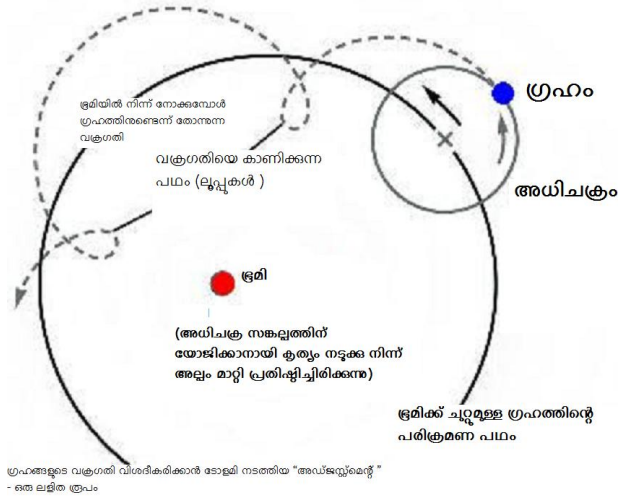 ഗ്രഹം
ഭൂമിയിൽ നിന്ന് നോക്കുമ്പോൾ
ഗ്രഹത്തിനുണ്ടെന്ന് തോന്നുന്ന
വക്രഗതി
വക്രഗതിയെ കാണിക്കുന്ന
പഥം (ലൂപ്പുകൾ )
അധിചക്രം
ഭൂമി
(അധിചക്ര സങ്കല്പത്തിന്
യോജിക്കാനായി കൃത്യം നടുക്കു നിന്ന്
അല്പം മാറ്റി പ്രതിഷ്ഠിച്ചിരിക്കുന്നു)
ഭൂമിക്ക് ചുറ്റുമുള്ള ഗ്രഹത്തിന്റെ
പരിക്രമണ പഥം
ഗ്രഹങ്ങളുടെ വക്രഗതി വിശദീകരിക്കാൻ ടോളമി നടത്തിയ "അഡ്ജസ്റ്റ്മെന്റ് "
- ഒരു ലളിത രൂപം